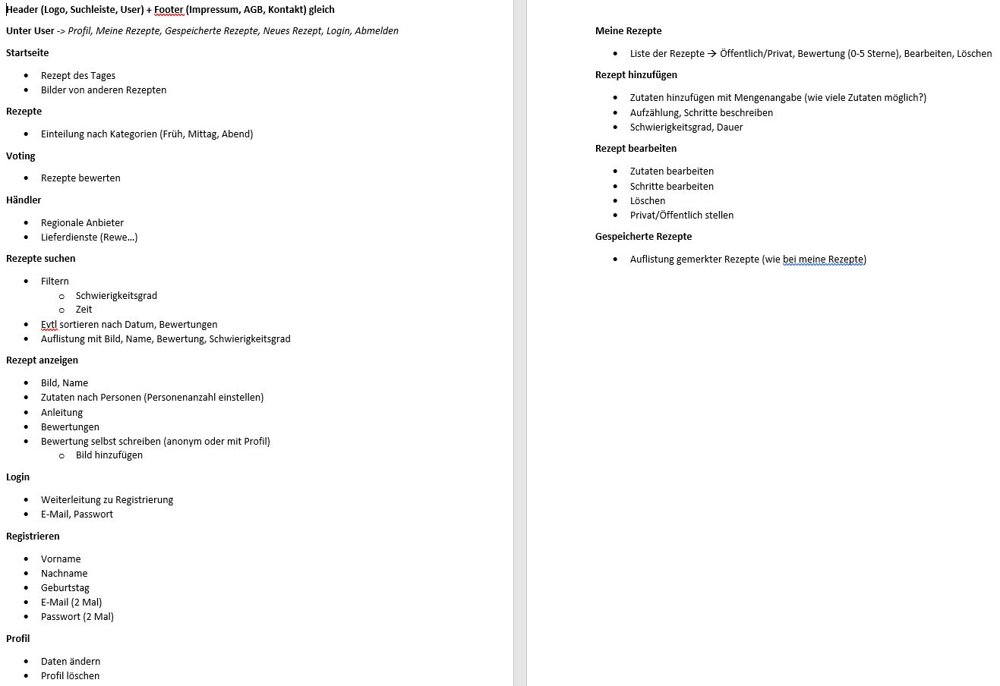 Header (Logo, Suchleiste, User) + Footer (Impressum, AGB, Kontakt) gleich
Unter User -> Profil, Meine Rezepte, Gespeicherte Rezepte, Neues Rezept, Login, Abmelden
Startseite
• Rezept des Tages
• Bilder von anderen Rezepten
Rezepte
• Einteilung nach Kategorien (Früh, Mittag, Abend)
Voting
• Rezepte bewerten
Händler
• Regionale Anbieter
• Lieferdienste (Rewe...)
Rezepte suchen
• Filtern
o Schwierigkeitsgrad
o Zeit
• Evtl sortieren nach Datum, Bewertungen
• Auflistung mit Bild, Name, Bewertung, Schwierigkeitsgrad
Rezept anzeigen
• Bild, Name
• Zutaten nach Personen (Personenanzahl einstellen)
• Anleitung
• Bewertungen
• Bewertung selbst schreiben (anonym oder mit Profil)
o Bild hinzufügen
Login
• Weiterleitung zu Registrierung
• E-Mail, Passwort
Registrieren
• Vorname
• Nachname
• Geburtstag
• E-Mail (2 Mal)
• Passwort (2 Mal)
Profil
• Daten ändern
• Profil löschen
Meine Rezepte
• Liste der Rezepte → Öffentlich/Privat, Bewertung (0-5 Sterne), Bearbeiten, Löschen
Rezept hinzufügen
• Zutaten hinzufügen mit Mengenangabe (wie viele Zutaten möglich?)
• Aufzählung, Schritte beschreiben
• Schwierigkeitsgrad, Dauer
Rezept bearbeiten
• Zutaten bearbeiten
• Schritte bearbeiten
• Löschen
• Privat/Öffentlich stellen
Gespeicherte Rezepte
• Auflistung gemerkter Rezepte (wie bei meine Rezepte)